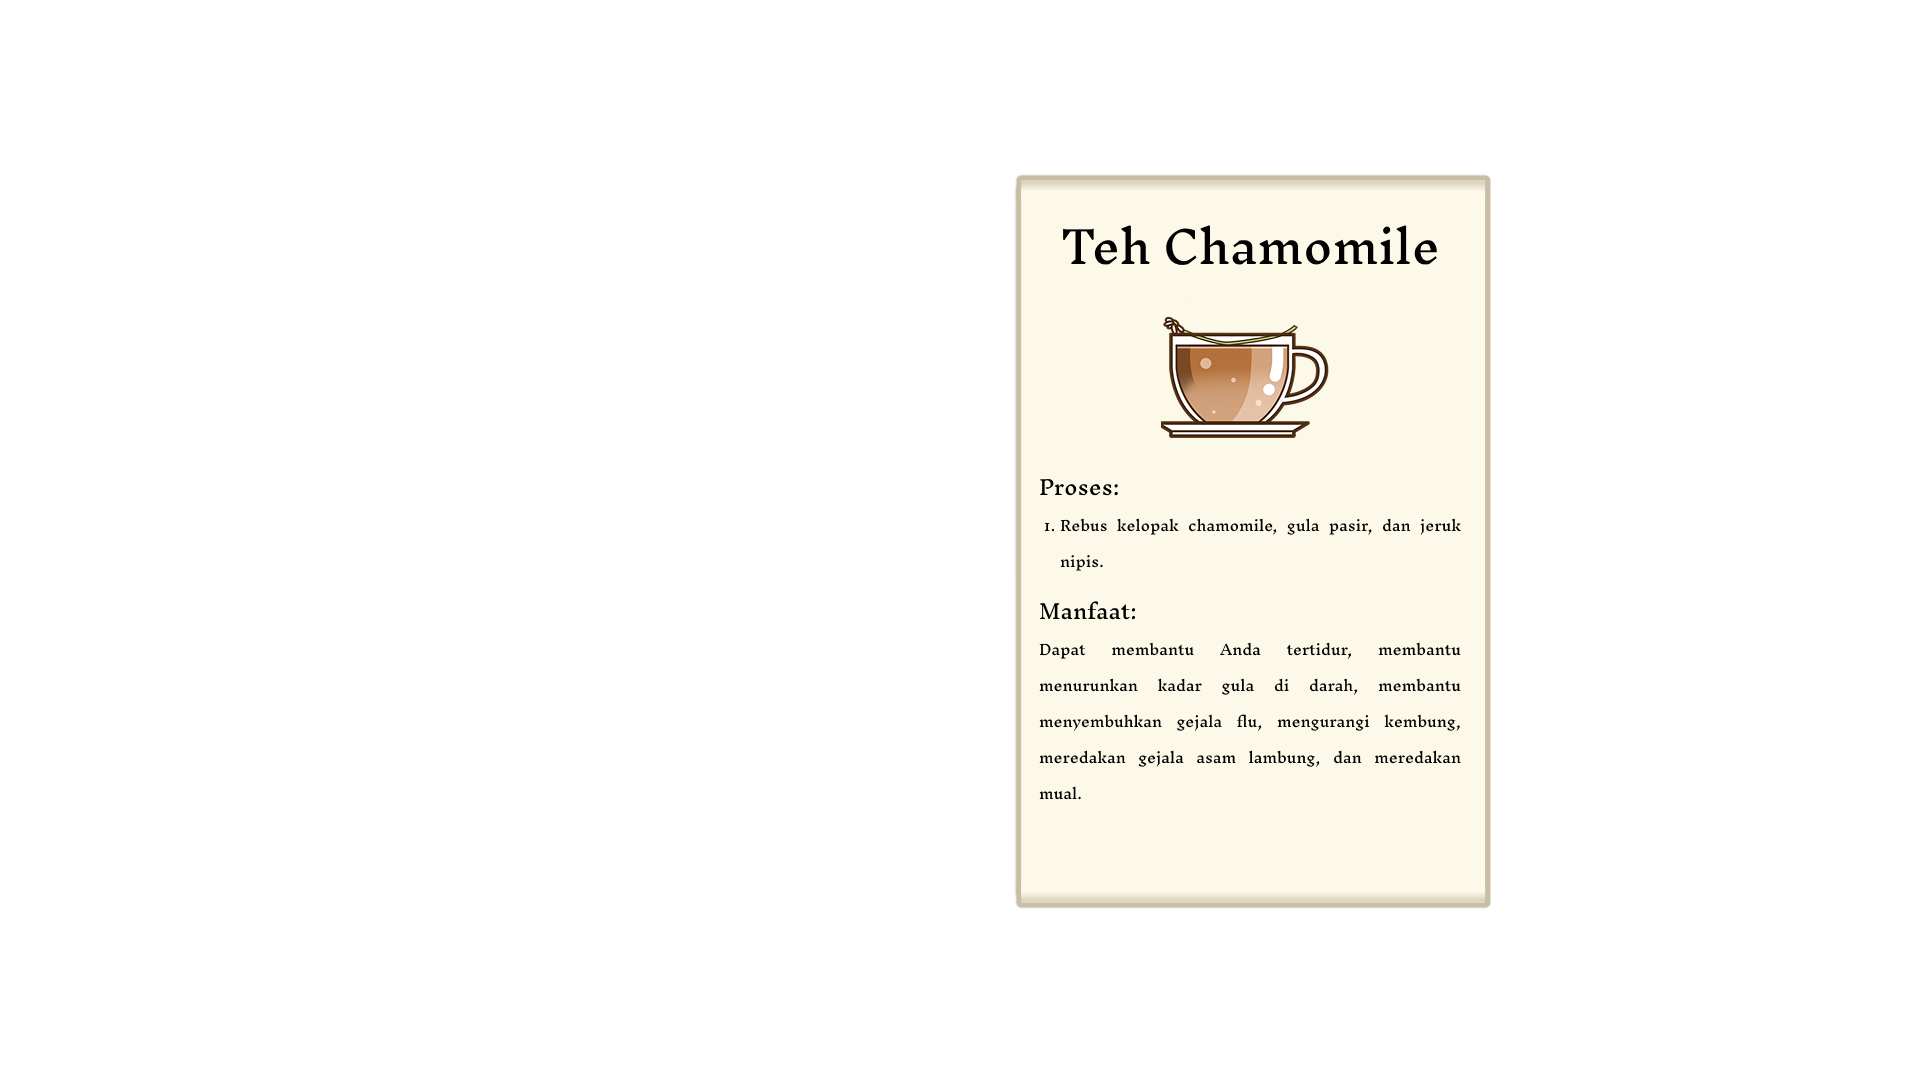 Teh Chamomile
Proses:
1. Rebus kelopak chamomile, gula pasir, dan jeruk
nipis.
Manfaat:
Dapat membantu Anda tertidur, membantu
menurunkan kadar gula di darah, membantu
menyembuhkan gejala flu, mengurangi kembung,
meredakan gejala asam lambung, dan meredakan
mual.